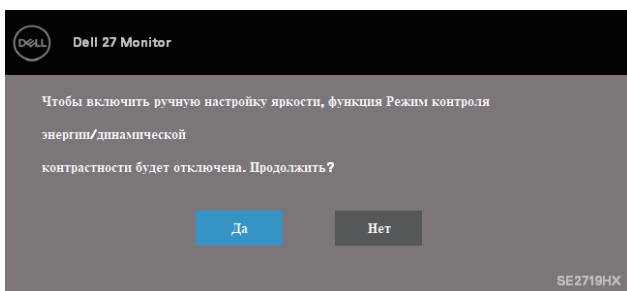 DELL
Dell 27 Monitor
Чтобы включить ручную настройку яркости, функция Режим контроля
энергии/динамической
контрастности будет отключена. Продолжить?
Да
Нет
SE2719HX